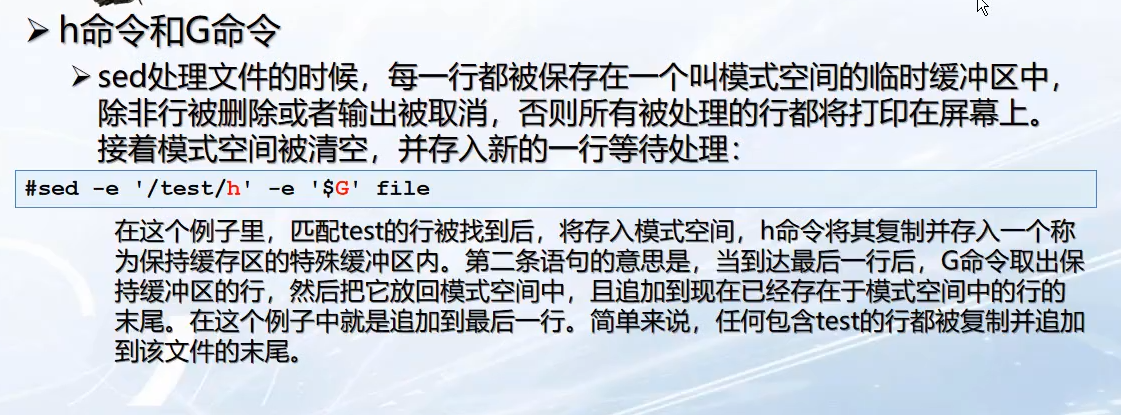 ➢ h命令和G命令
➢ sed处理文件的时候，每一行都被保存在一个叫模式空间的临时缓冲区中，
除非行被删除或者输出被取消，否则所有被处理的行都将打印在屏幕上。
接着模式空间被清空，并存入新的一行等待处理：
#sed -e '/test/h' -e '$G' file
在这个例子里，匹配test的行被找到后，将存入模式空间，h命令将其复制并存入一个称
为保持缓存区的特殊缓冲区内。第二条语句的意思是，当到达最后一行后，G命令取出保
持缓冲区的行，然后把它放回模式空间中，且追加到现在已经存在于模式空间中的行的
末尾。在这个例子中就是追加到最后一行。简单来说，任何包含test的行都被复制并追加
到该文件的末尾。